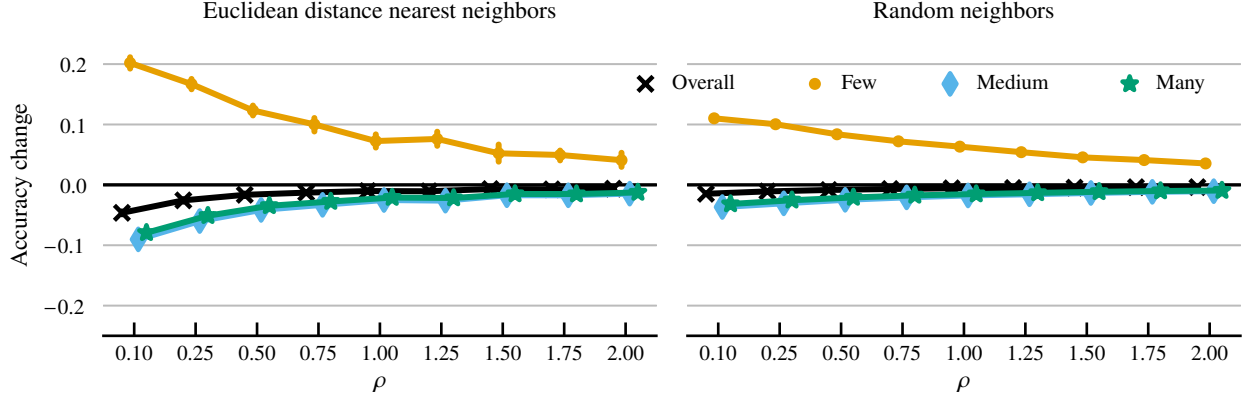 Euclidean distance nearest neighbors
Random neighbors
Overall Few Medium Many
Accuracy change
0.2
0.1
0.0
−0.1
−0.2
0.10 0.25 0.50 0.75 1.00 1.25 1.50 1.75 2.00
0.10 0.25 0.50 0.75 1.00 1.25 1.50 1.75 2.00
ρ
ρ